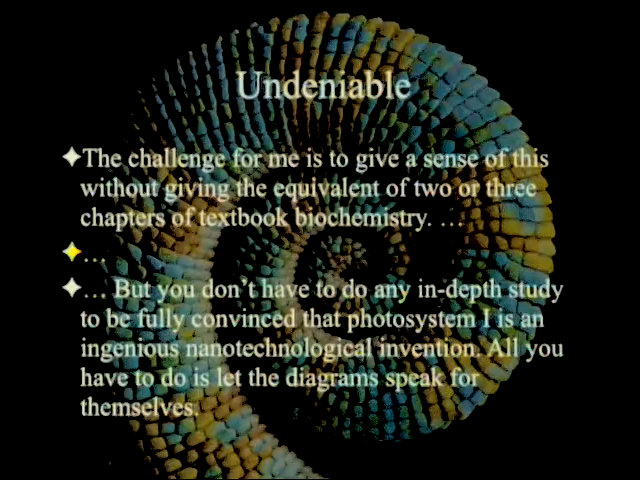 Undeniable
The challenge for me is to give a sense of this
without giving the equivalent of two or three
chapters of textbook biochemistry. …
…
… But you don't have to do any in-depth study
to be fully convinced that photosystem I is an
ingenious nanotechnological invention. All you
have to do is let the diagrams speak for
themselves.